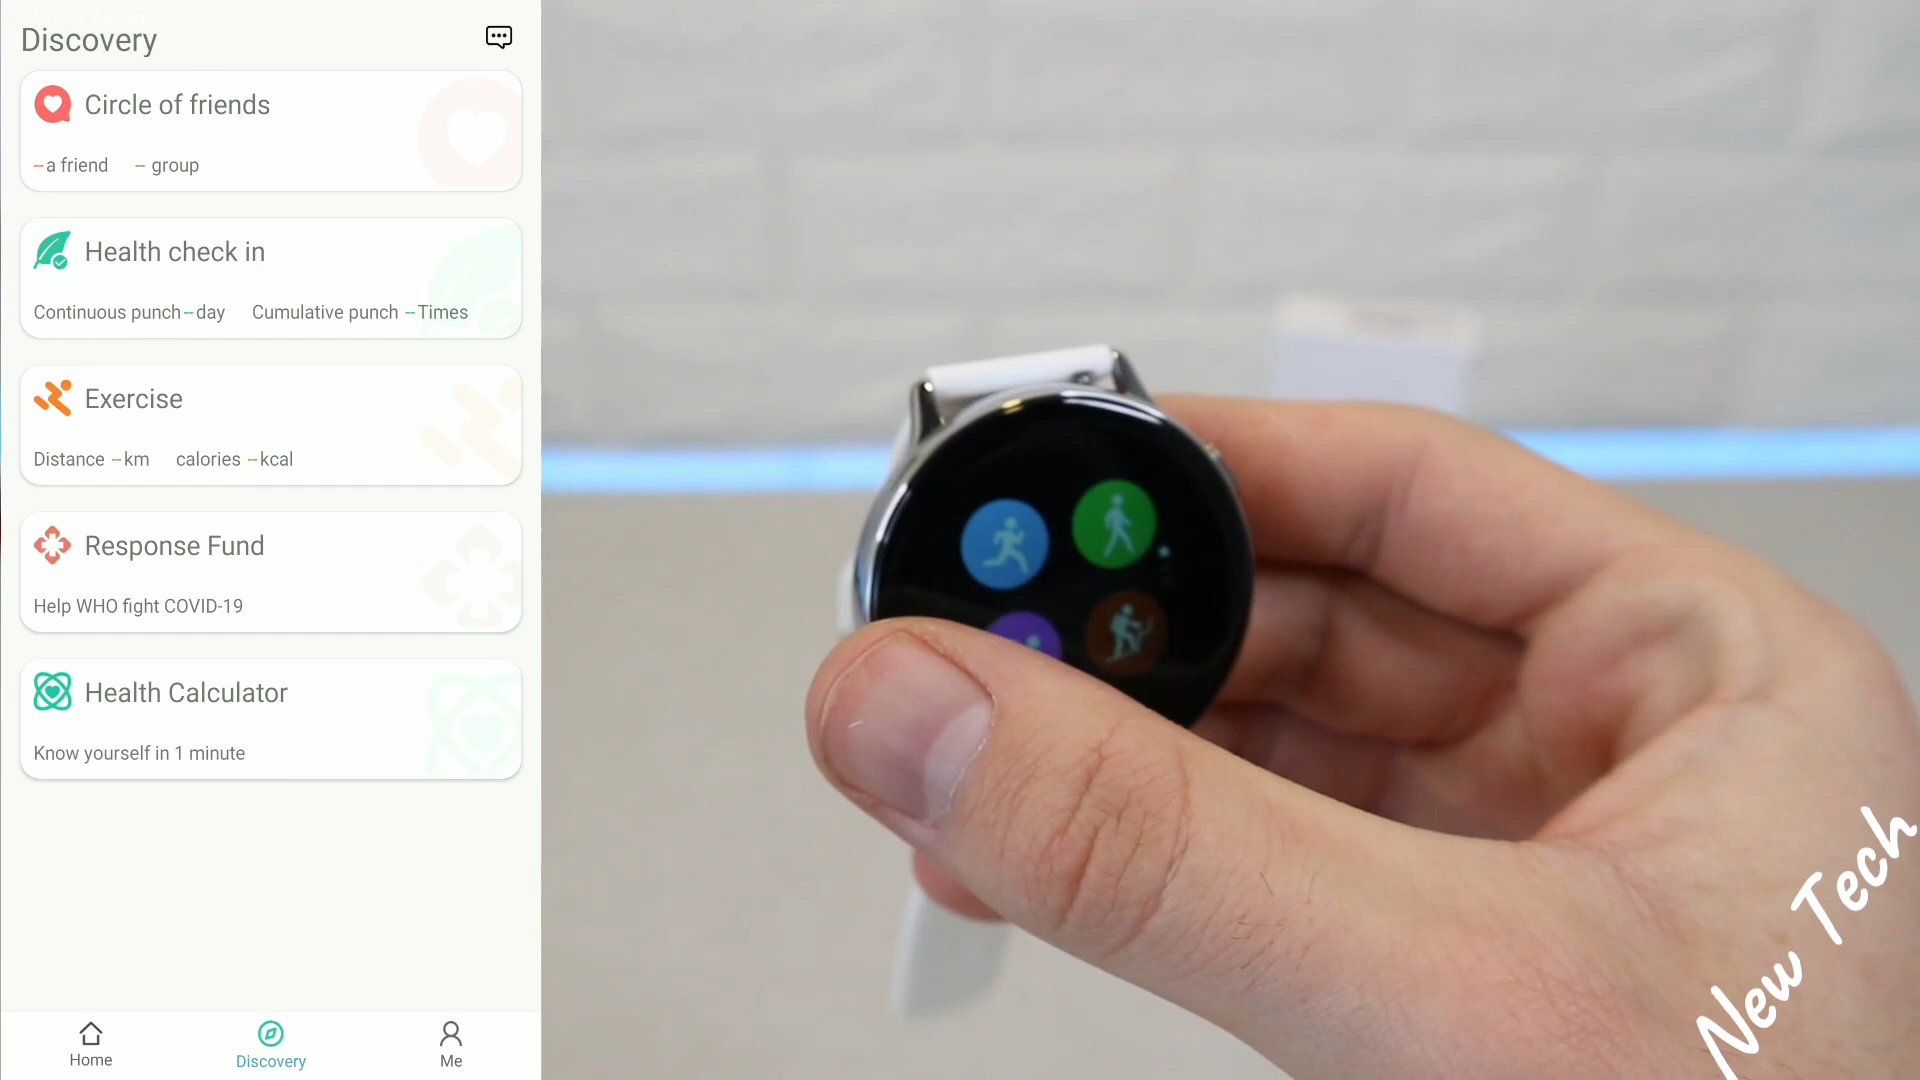 Discovery
Circle of friends
--a friend -- group
Health check in
Continuous punch--day Cumulative punch --Times
Exercise
Distance --km calories --kcal
Response Fund
Help WHO fight COVID-19
Health Calculator
Know yourself in 1 minute
Home
Discovery
Me
New Tech